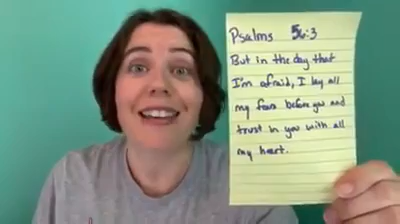 Psalms 56:3
But in the day that
I'm afraid, I lay all
my fears before you and
trust in you with all
my heart.